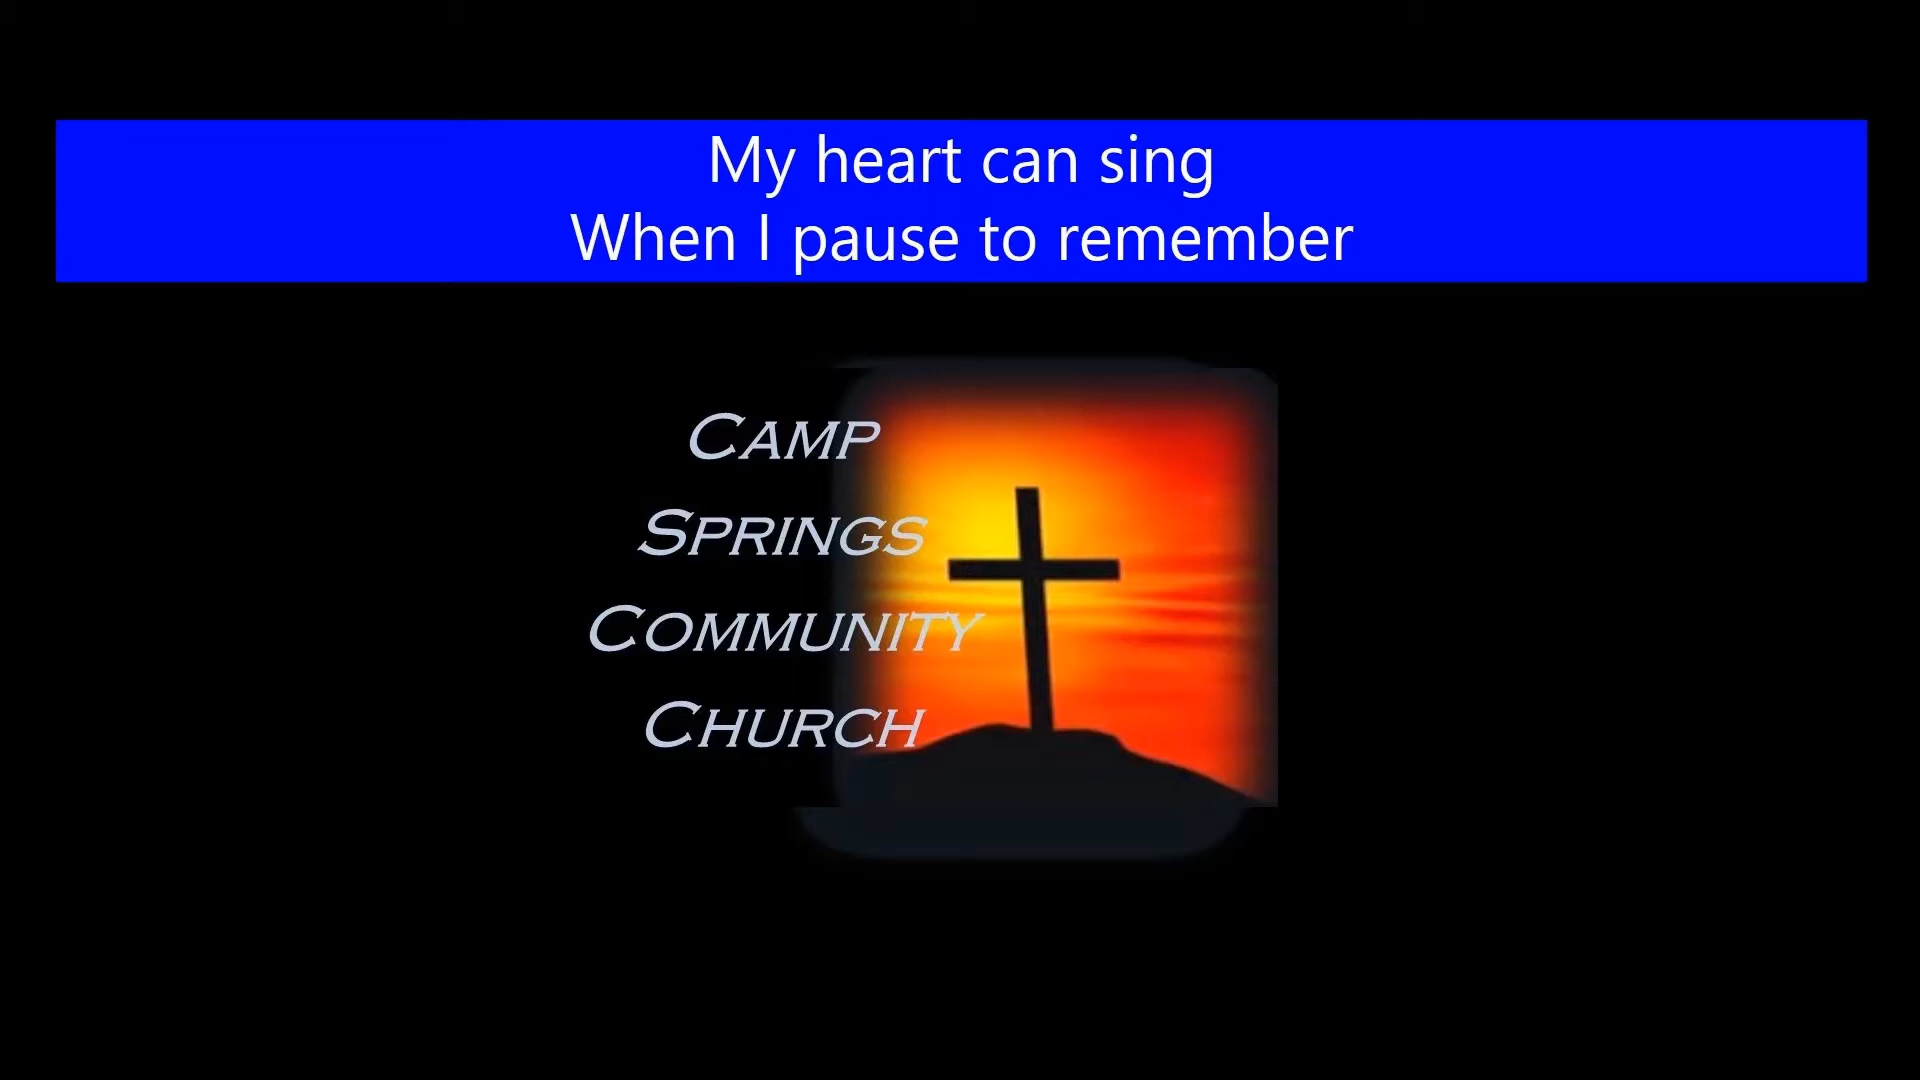 My heart can sing
When I pause to remember
CAMP
SPRINGS
COMMUNITY
CHURCH